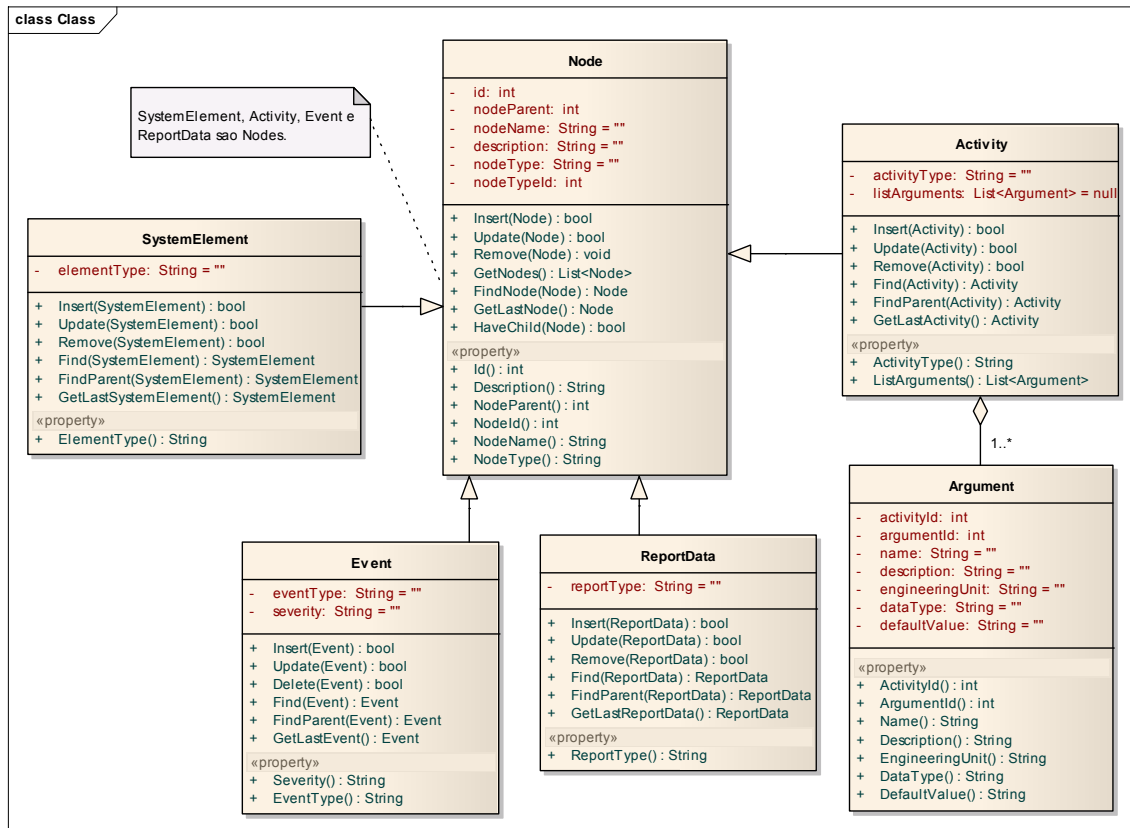 class Class
SystemElement, Activity, Event e
ReportData sao Nodes.
Node
- id: int
- nodeParent: int
- nodeName: String = ""
- description: String = ""
- nodeType: String = ""
- nodeTypeId: int
+ Insert(Node) : bool
+ Update(Node) : bool
+ Remove(Node) : void
+ GetNodes() : List<Node>
+ FindNode(Node) : Node
+ GetLastNode() : Node
+ HaveChild(Node) : bool
«property»
+ Id() : int
+ Description() : String
+ NodeParent() : int
+ NodeId() : int
+ NodeName() : String
+ NodeType() : String
Activity
- activityType: String = ""
- listArguments: List<Argument> = null
+ Insert(Activity) : bool
+ Update(Activity) : bool
+ Remove(Activity) : bool
+ Find(Activity) : Activity
+ FindParent(Activity) : Activity
+ GetLastActivity() : Activity
«property»
+ ActivityType() : String
+ ListArguments() : List<Argument>
SystemElement
- elementType: String = ""
+ Insert(SystemElement) : bool
+ Update(SystemElement) : bool
+ Remove(SystemElement) : bool
+ Find(SystemElement) : SystemElement
+ FindParent(SystemElement) : SystemElement
+ GetLastSystemElement() : SystemElement
«property»
+ ElementType() : String
1..*
Argument
- activityId: int
- argumentId: int
- name: String = ""
- description: String = ""
- engineeringUnit: String = ""
- dataType: String = ""
- defaultValue: String = ""
«property»
+ ActivityId() : int
+ ArgumentId() : int
+ Name() : String
+ Description() : String
+ EngineeringUnit() : String
+ DataType() : String
+ DefaultValue() : String
Event
- eventType: String = ""
- severity: String = ""
+ Insert(Event) : bool
+ Update(Event) : bool
+ Delete(Event) : bool
+ Find(Event) : Event
+ FindParent(Event) : Event
+ GetLastEvent() : Event
«property»
+ Severity() : String
+ EventType() : String
ReportData
- reportType: String = ""
+ Insert(ReportData) : bool
+ Update(ReportData) : bool
+ Remove(ReportData) : bool
+ Find(ReportData) : ReportData
+ FindParent(ReportData) : ReportData
+ GetLastReportData() : ReportData
«property»
+ ReportType() : String